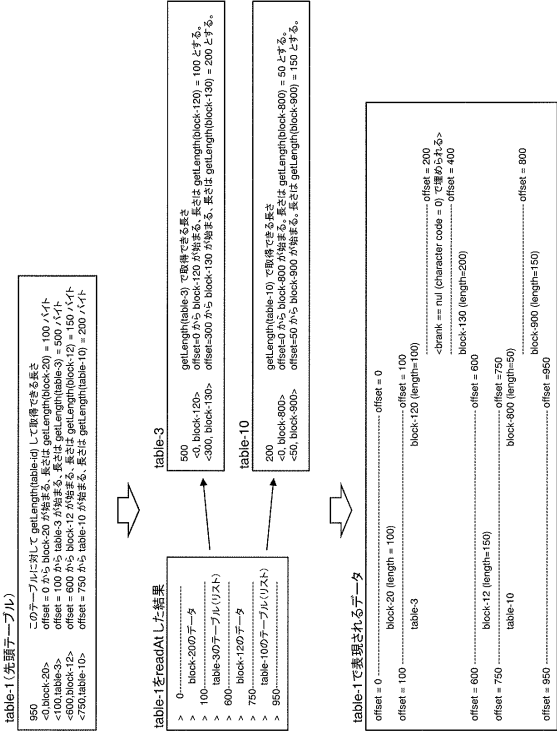 table-1 (先頭テーブル)
950 このテーブルに対して getLength(table-id) して取得できる長さ
<0,block-20> offset = 0 から block-20 が始まる、長さは getLength(block-20) = 100 バイト
<100,table-3> offset = 100 から table-3 が始まる、長さは getLength(table-3) = 500 バイト
<600,block-12> offset = 600 から block-12 が始まる、長さは getLength(block-12) = 150 バイト
<750,table-10> offset = 750 から table-10 が始まる、長さは getLength(table-10) = 200 バイト
table-1をreadAtした結果
> 0--------------
> block-20のデータ
> 100--------------
> table-3のテーブル(リスト)
> 600--------------
> block-12のデータ
> 750--------------
> table-10のテーブル(リスト)
> 950--------------
table-3
500 getLength(table-3) で取得できる長さ
<0, block-120> offset=0 から block-120 が始まる、長さは getLength(block-120) = 100 とする。
<300, block-130> offset=300 から block-130 が始まる、長さは getLength(block-130) = 200 とする。
table-10
200 getLength(table-10) で取得できる長さ
<0, block-800> offset=0 から block-800 が始まる。長さは getLength(block-800) = 50 とする。
<50, block-900> offset=50 から block-900 が始まる。長さは getLength(block-900) = 150 とする。
table-1で表現されるデータ
offset = 0 -------------- offset = 0
block-20 (length = 100)
offset = 100 -------------- offset = 100
table-3 block-120 (length=100)
-------------- offset = 200
<brank == nul (character code = 0) で埋められる>
-------------- offset = 400
block-130 (length=200)
offset = 600 -------------- offset = 600
block-12 (length=150)
offset = 750 -------------- offset =750
table-10 block-800 (length=50)
-------------- offset = 800
block-900 (length=150)
offset = 950 -------------- offset =950